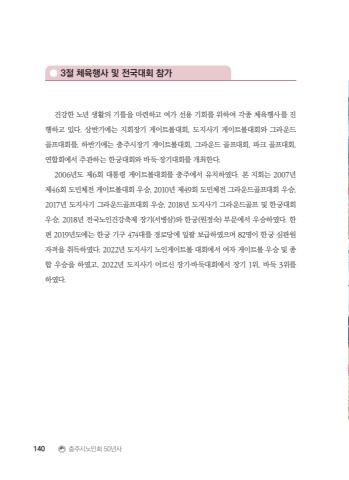 3절 체육행사 및 전국대회 참가
건강한 노년 생활의 기틀을 마련하고 여가 선용 기회를 위하여 각종 체육행사를 진
행하고 있다. 상반기에는 지회장기 게이트볼대회, 도지사기 게이트볼대회와 그라운드
골프대회를, 하반기에는 충주시장기 게이트볼대회, 그라운드 골프대회, 파크 골프대회,
연합회에서 주관하는 한궁대회와 바둑·장기대회를 개최한다.
2006년도 제6회 대통령 게이트볼대회를 충주에서 유치하였다. 본 지회는 2007년
제46회 도민체전 게이트볼대회 우승, 2010년 제49회 도민체전 그라운드골프대회 우승,
2017년 도지사기 그라운드골프대회 우승, 2018년 도지사기 그라운드골프 및 한궁대회
우승, 2018년 전국노인건강축제 장기(서병삼)와 한궁(원정숙) 부문에서 우승하였다. 한
편 2019년도에는 한궁 기구 474대를 경로당에 일괄 보급하였으며 82명이 한궁 심판원
자격을 취득하였다. 2022년 도지사기 노인게이트볼 대회에서 여자 게이트볼 우승 및 종
합 우승을 하였고, 2022년 도지사기 어르신 장기·바둑대회에서 장기 1위, 바둑 3위를
하였다.
140 충주시노인회 50년사